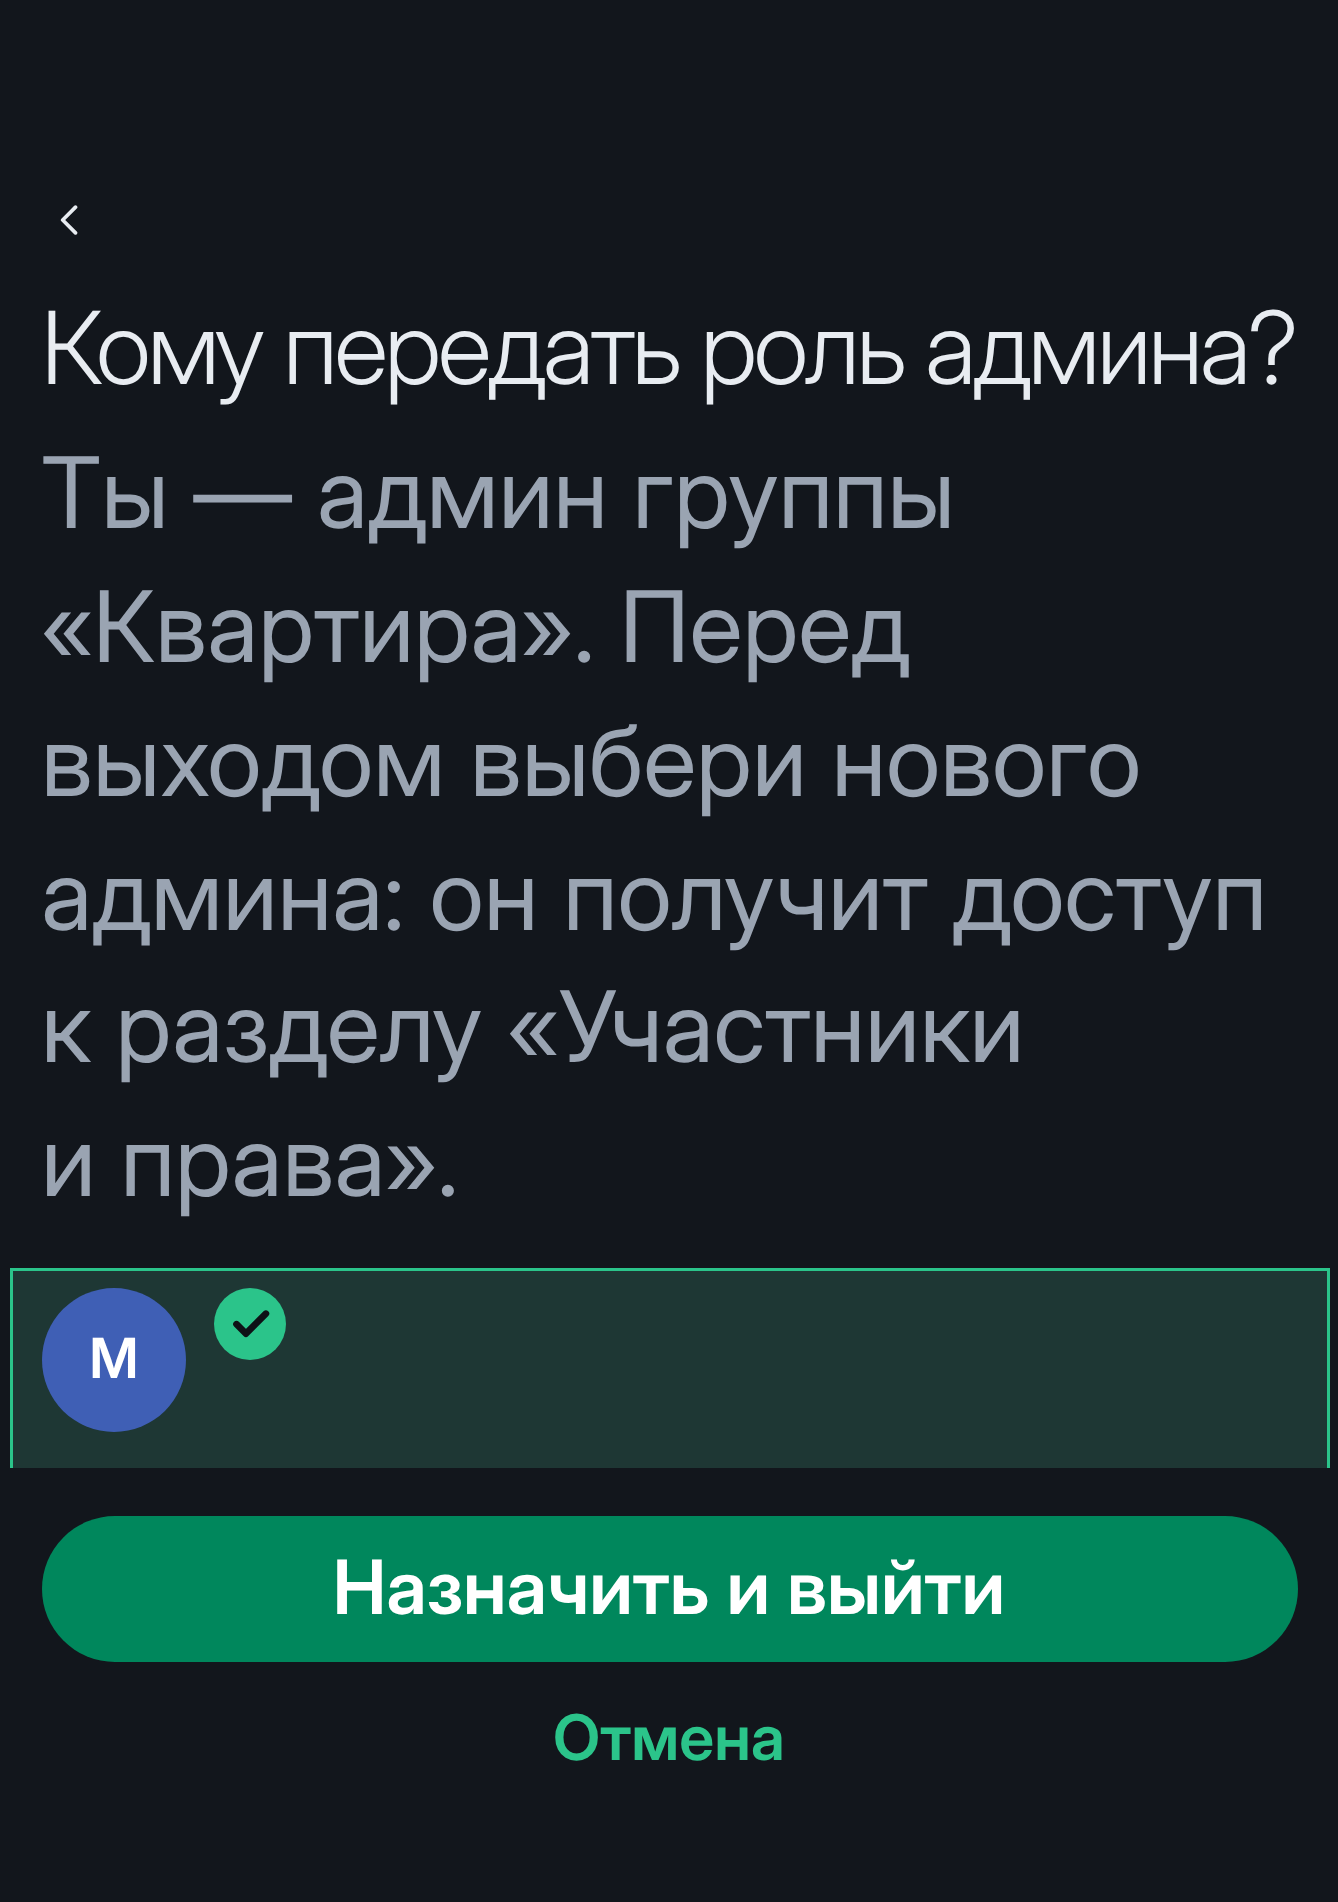 Кому передать роль админа?
Ты — админ группы
«Квартира». Перед
выходом выбери нового
админа: он получит доступ
к разделу «Участники
и права».
М
Назначить и выйти
Отмена